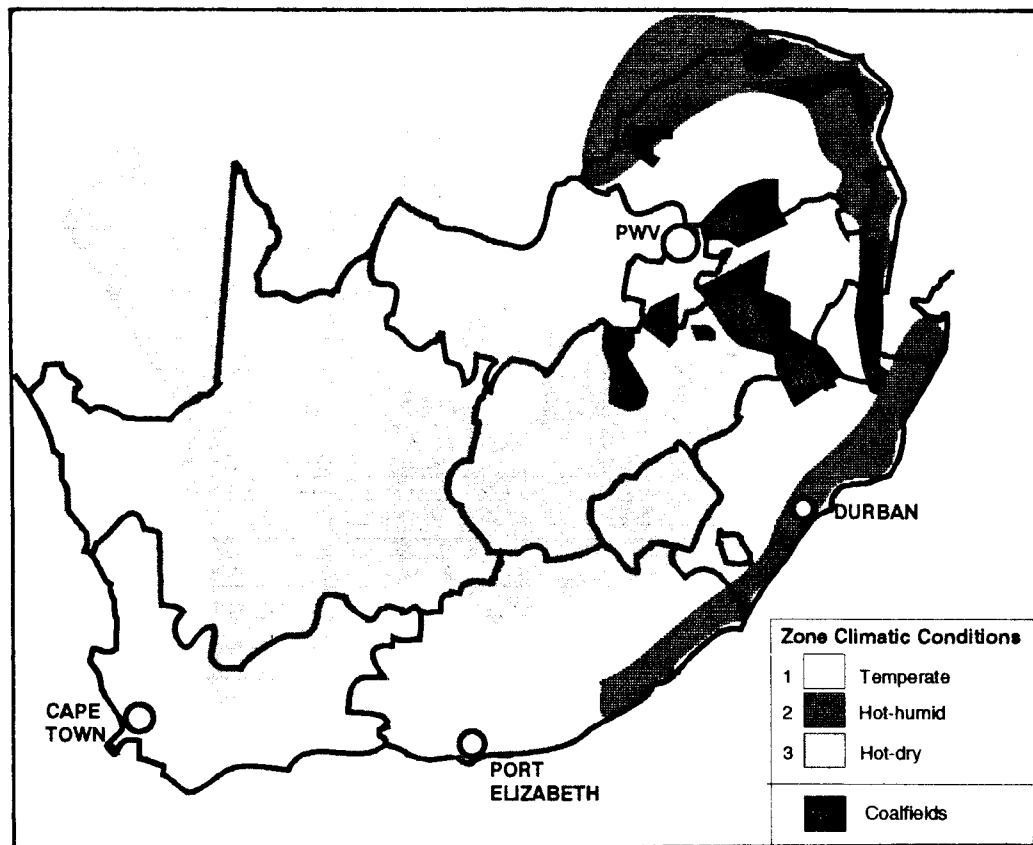 PWV
DURBAN
CAPE
TOWN
PORT
ELIZABETH
Zone Climatic Conditions
1 Temperate
2 Hot-humid
3 Hot-dry
Coalfields